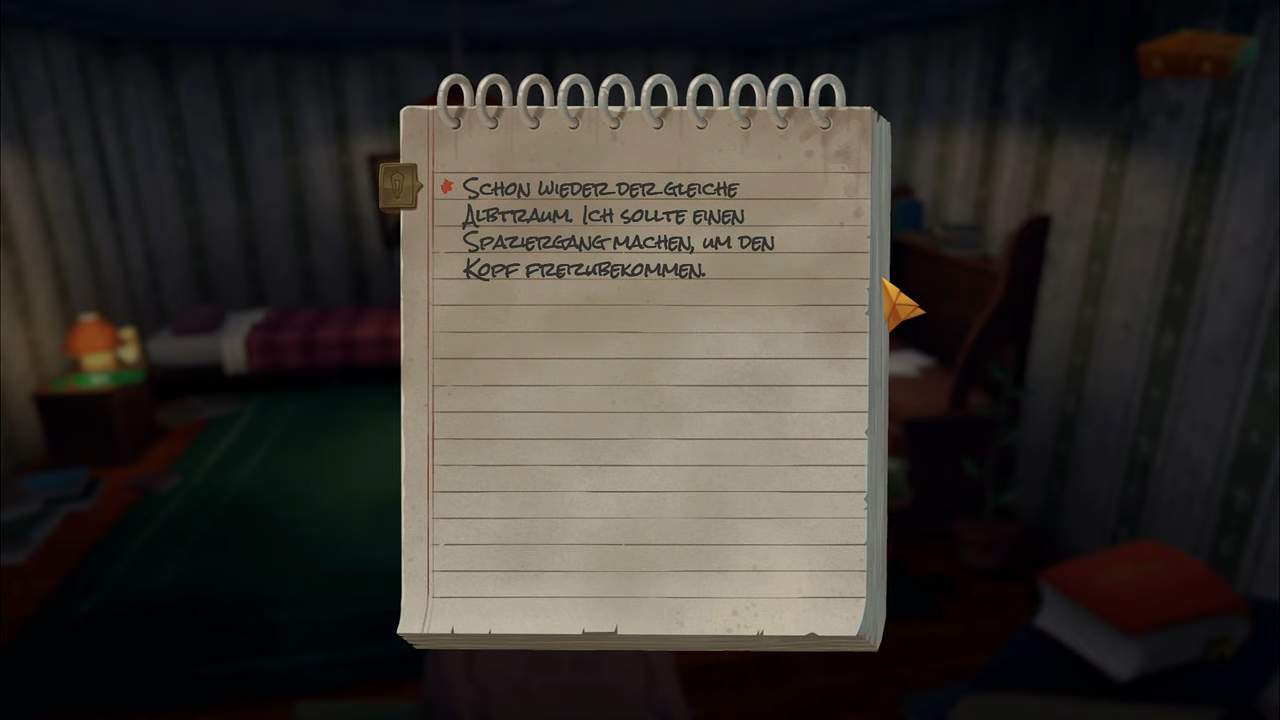 Schon wieder der gleiche
Albtraum. Ich sollte einen
Spaziergang machen, um den
Kopf freizubekommen.